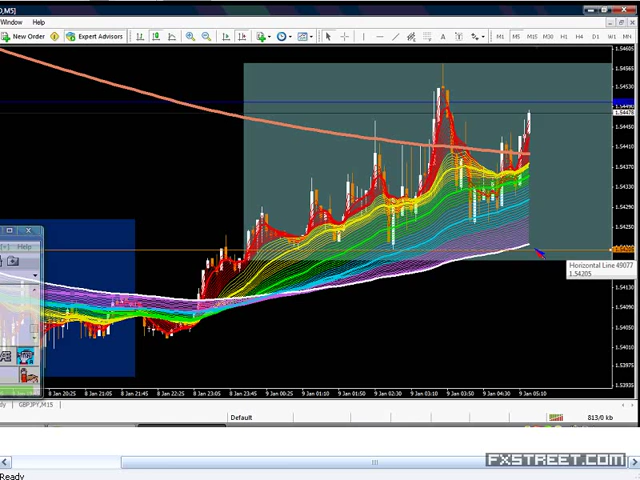 D,M5]
Window Help
New Order Expert Advisors A T M1 M5 M15 M30 H1 H4 D1 W1 MN
1.54565
1.54490
1.54476
1.54450
1.54410
1.54370
1.54330
1.54290
1.54250
1.54205
Help
Horizontal Line 49077
1.54205
1.54130
1.54090
1.54050
1.54010
1.53970
1.53935
8 Jan 20:25 8 Jan 21:05 8 Jan 21:45 8 Jan 22:25 8 Jan 23:05 8 Jan 23:45 9 Jan 00:25 9 Jan 01:10 9 Jan 01:50 9 Jan 02:30 9 Jan 03:10 9 Jan 03:50 9 Jan 04:30 9 Jan 05:10
GBPJPY,M15
Default 813/0 kb
FXSTREET.COM
Ready